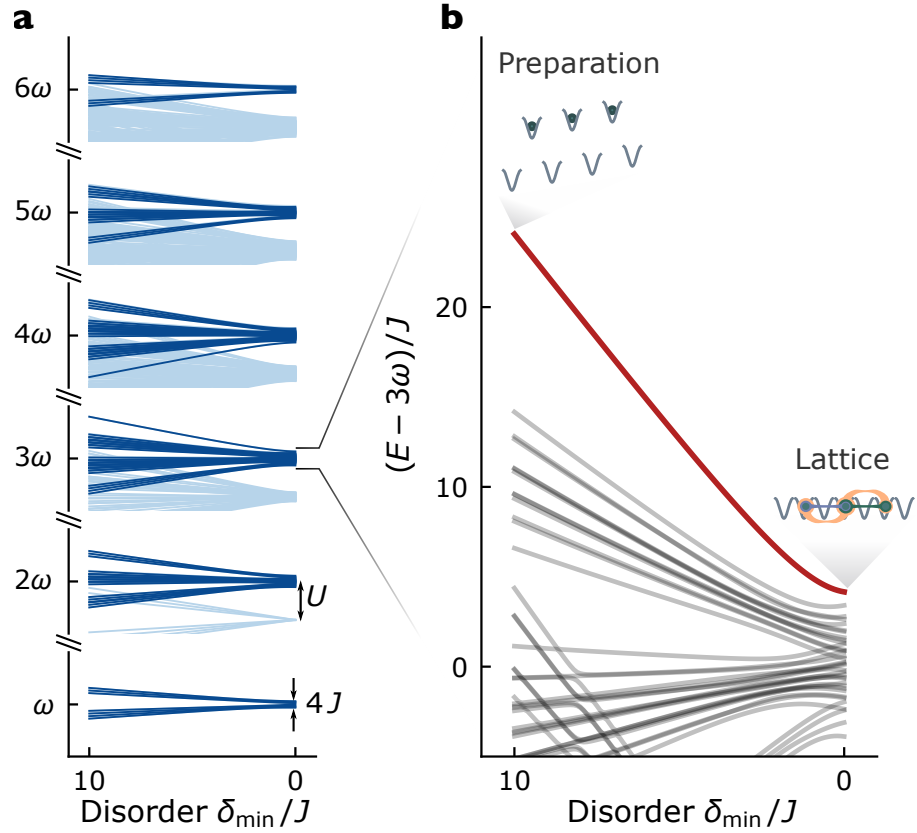 a
6ω
5ω
4ω
3ω
2ω
ω
U
4J
10
0
Disorder δmin/J
b
Preparation
(E − 3ω)/J
20
10
0
Lattice
10
0
Disorder δmin/J